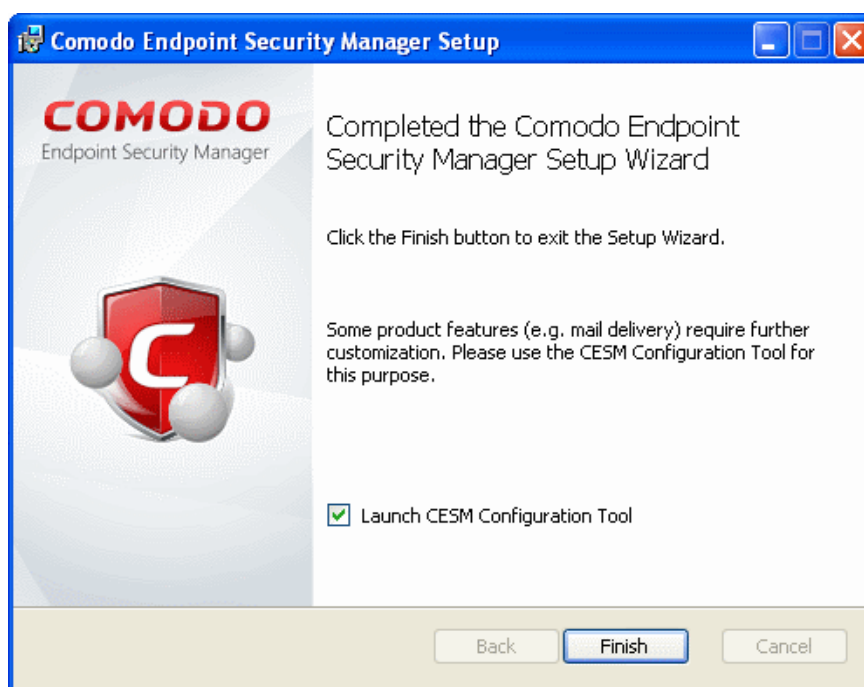 Comodo Endpoint Security Manager Setup
COMODO
Endpoint Security Manager
C
Completed the Comodo Endpoint
Security Manager Setup Wizard
Click the Finish button to exit the Setup Wizard.
Some product features (e.g. mail delivery) require further
customization. Please use the CESM Configuration Tool for
this purpose.
Launch CESM Configuration Tool
Back
Finish
Cancel